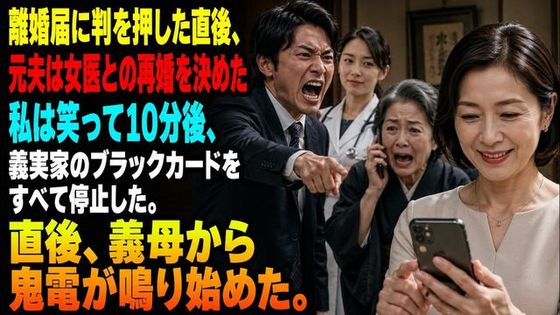 離婚届に判を押した直後、
元夫は女医との再婚を決めた
私は笑って10分後、
義実家のブラックカードを
すべて停止した。
直後、義母から
鬼電が鳴り始めた。